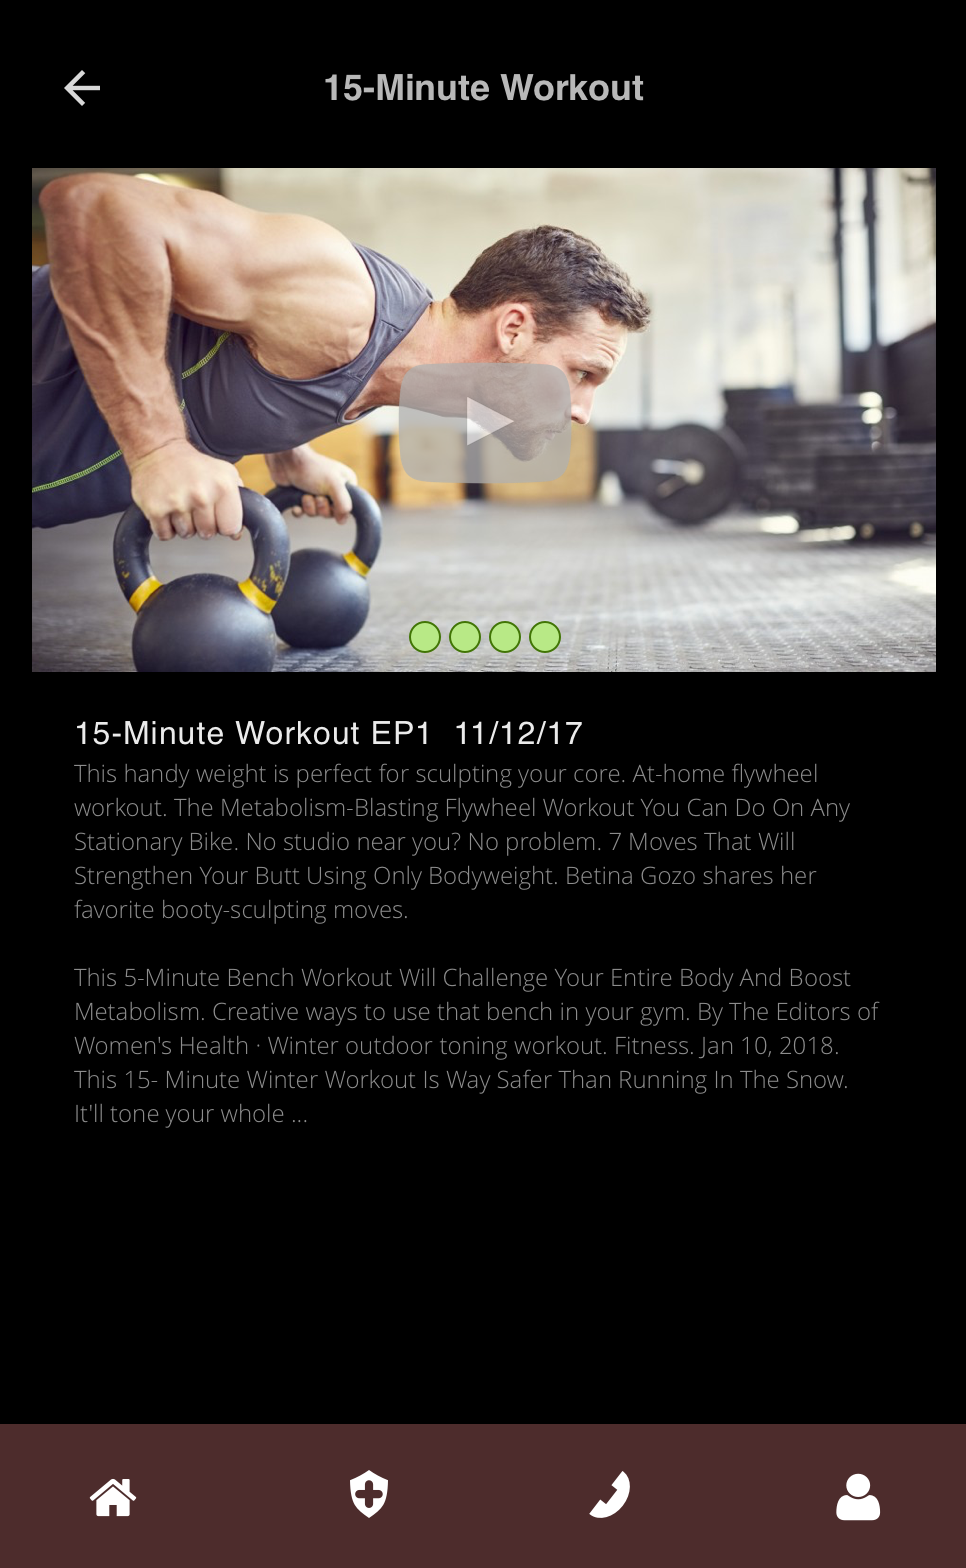 15-Minute Workout
15-Minute Workout EP1 11/12/17
This handy weight is perfect for sculpting your core. At-home flywheel
workout. The Metabolism-Blasting Flywheel Workout You Can Do On Any
Stationary Bike. No studio near you? No problem. 7 Moves That Will
Strengthen Your Butt Using Only Bodyweight. Betina Gozo shares her
favorite booty-sculpting moves.
This 5-Minute Bench Workout Will Challenge Your Entire Body And Boost
Metabolism. Creative ways to use that bench in your gym. By The Editors of
Women's Health · Winter outdoor toning workout. Fitness. Jan 10, 2018.
This 15- Minute Winter Workout Is Way Safer Than Running In The Snow.
It'll tone your whole ...